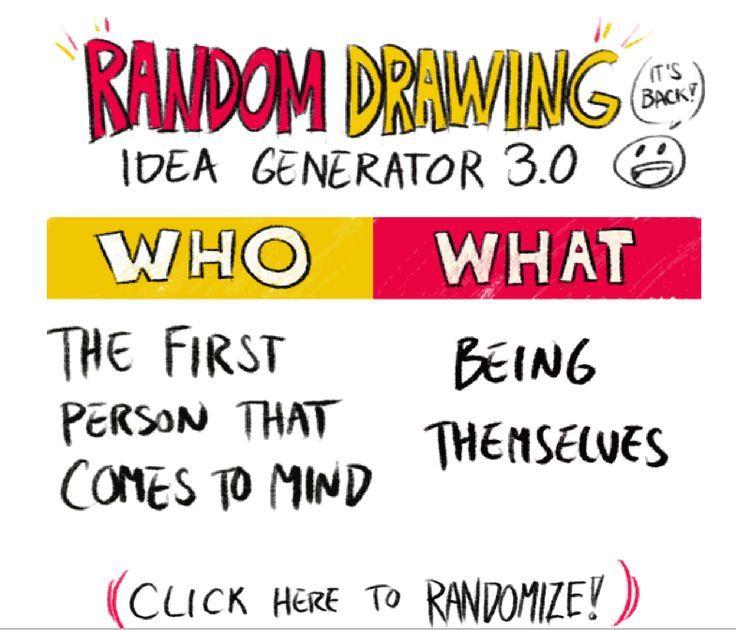 RANDOM DRAWING
IT'S
BACK!
IDEA GENERATOR 3.0
WHO
WHAT
THE FIRST
PERSON THAT
COMES TO MIND
BEING
THEMSELVES
(CLICK HERE TO RANDOMIZE!)